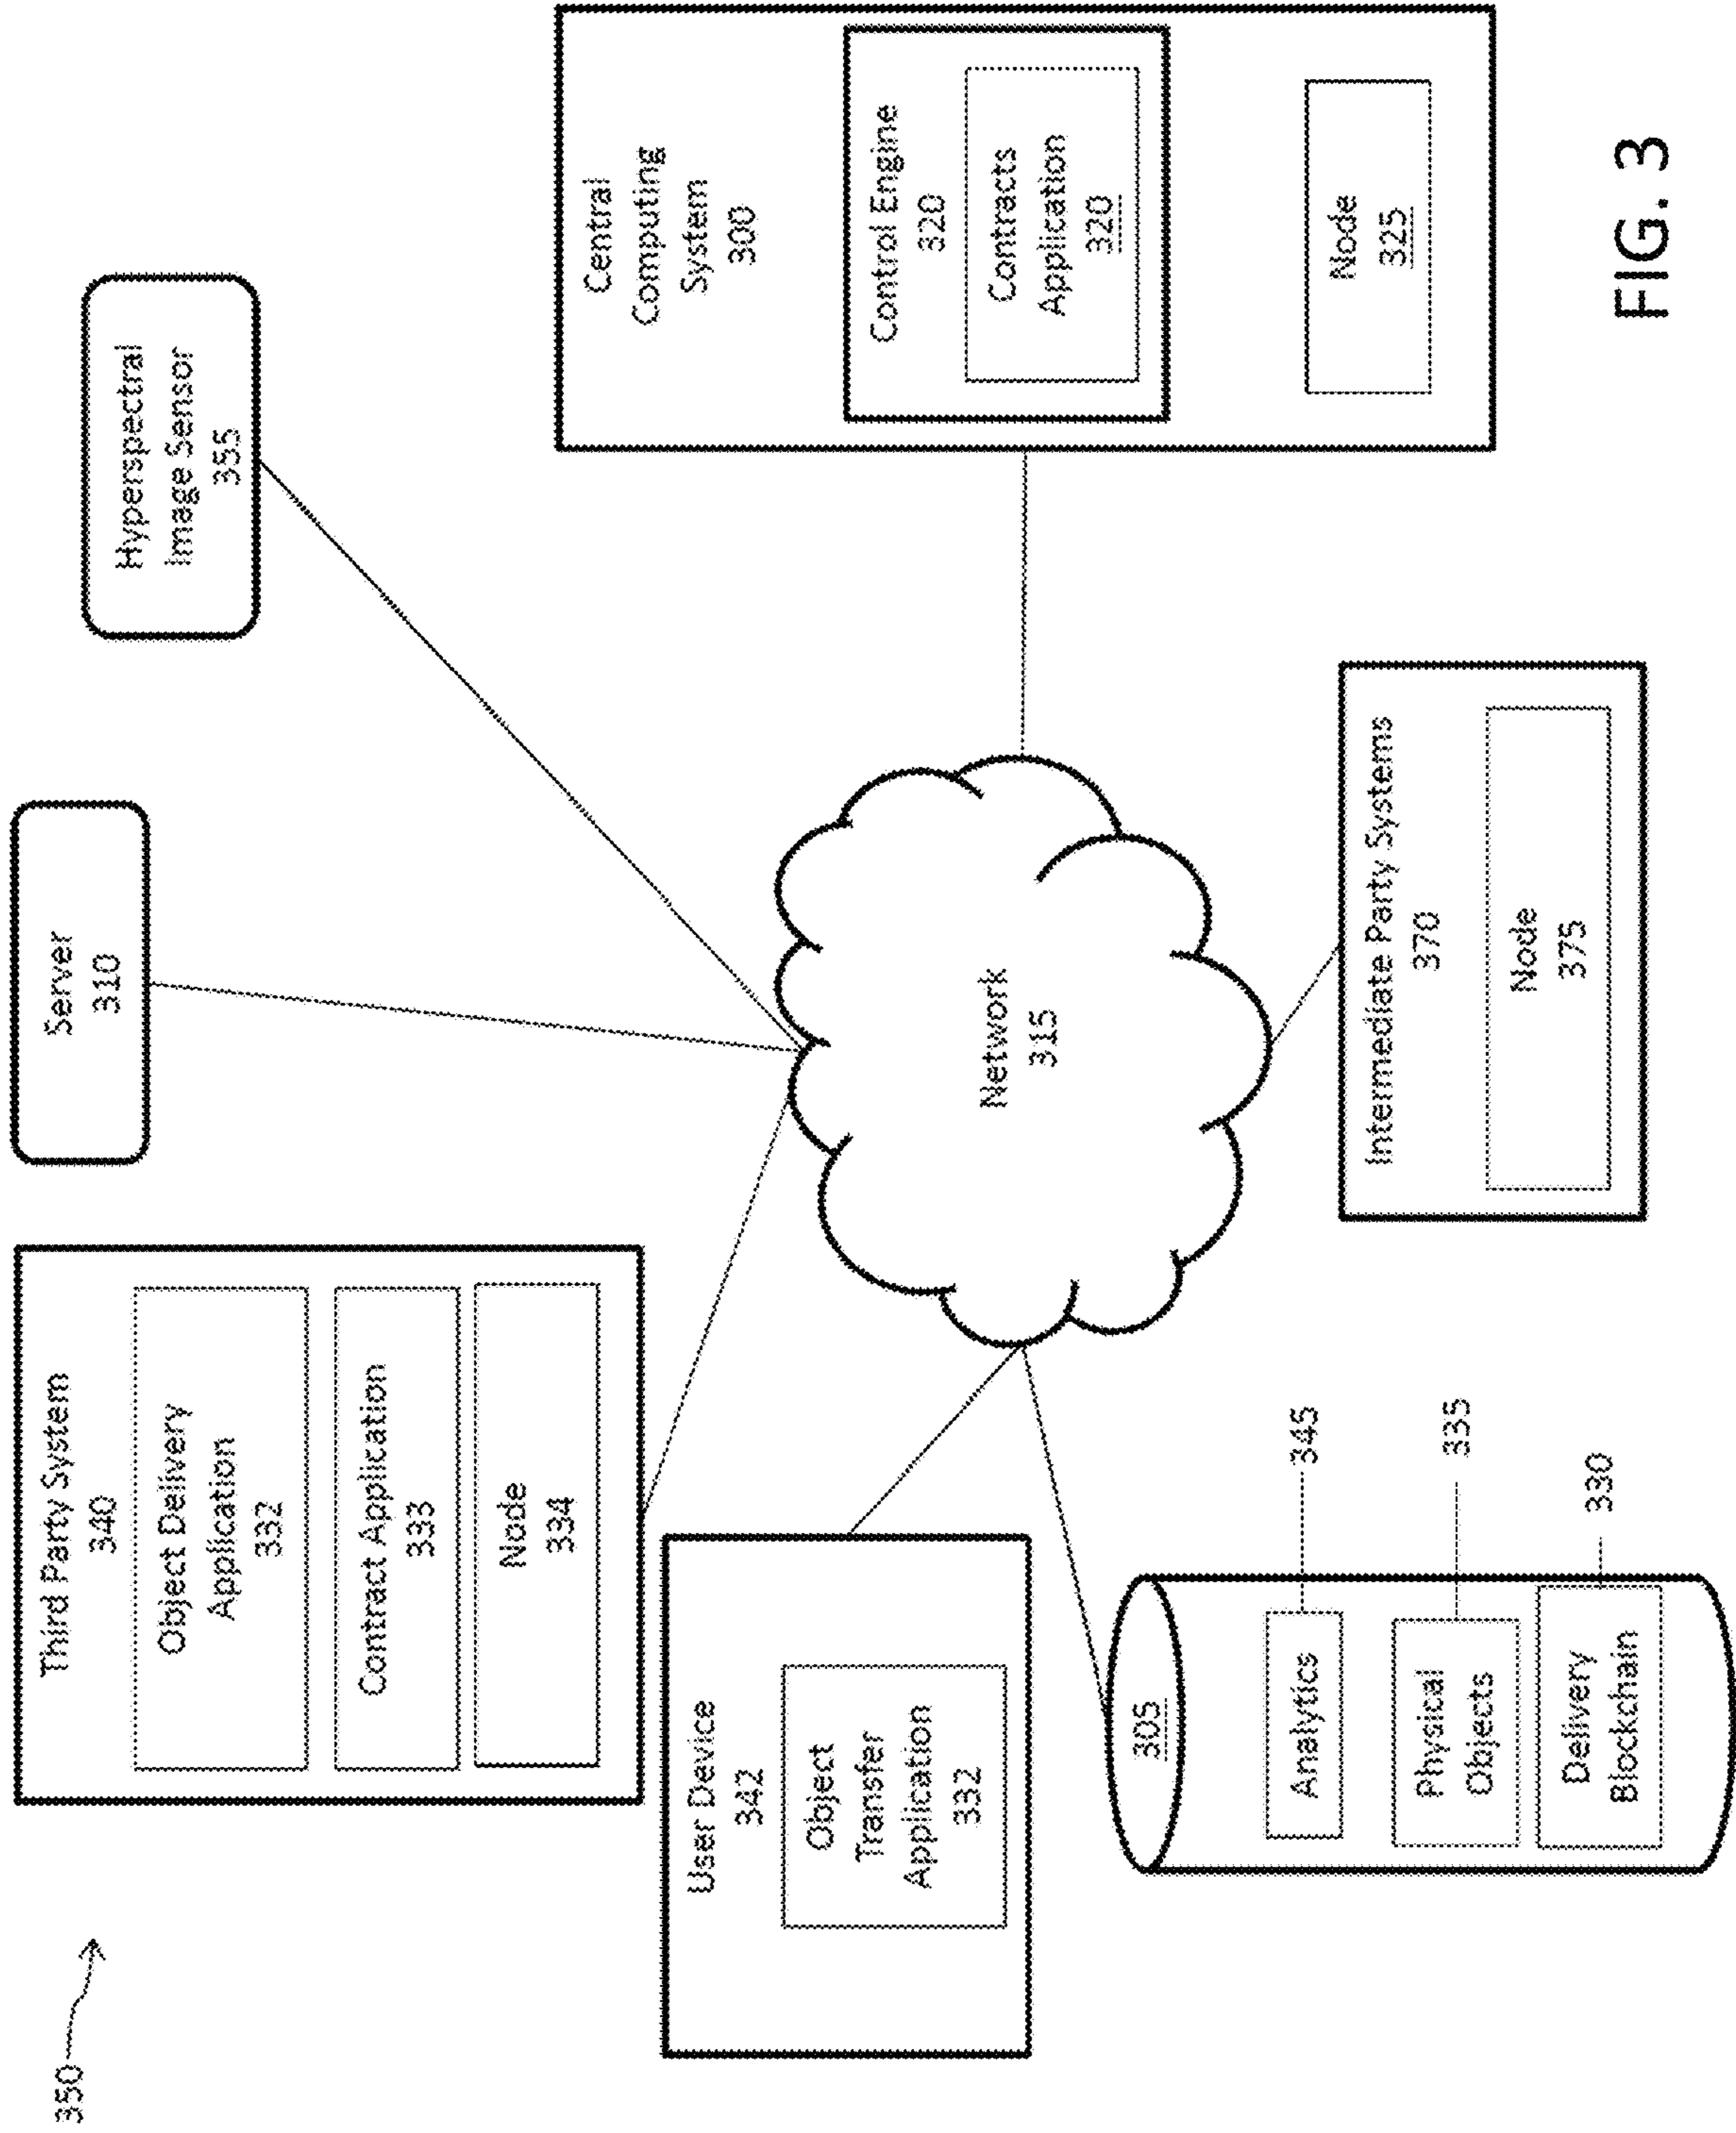 350
Third Party System
340
Object Delivery
Application
332
Contract Application
333
Node
334
Server
310
Hyperspectral
Image Sensor
355
User Device
342
Object
Transfer
Application
332
Network
315
Central
Computing
System
300
Control Engine
320
Contracts
Application
320
Node
325
305
Analytics
345
Physical
Objects
335
Delivery
Blockchain
330
Intermediate Party Systems
370
Node
375
FIG. 3